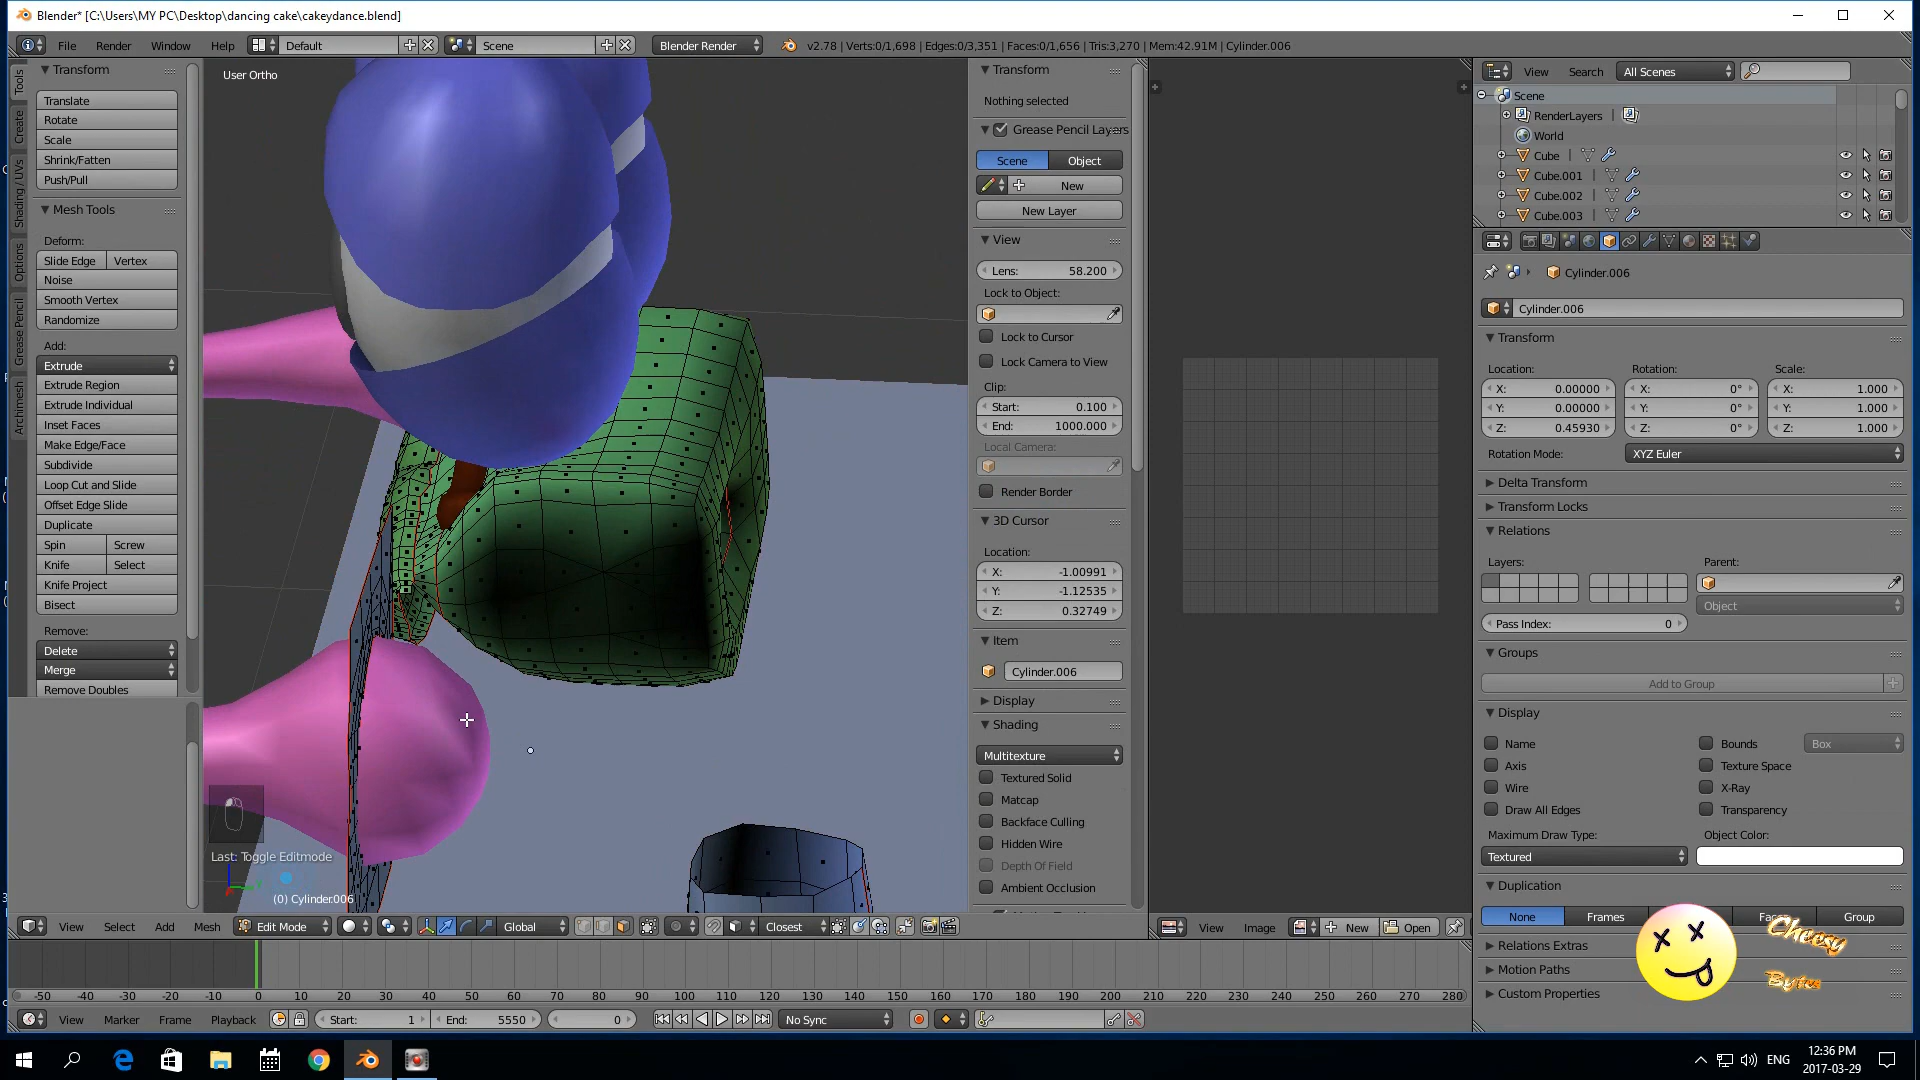 Blender* [C:\Users\MY PC\Desktop\dancing cake\cakeydance.blend]
File Render Window Help Default Scene Blender Render v2.78 | Verts:0/1,698 | Edges:0/3,351 | Faces:0/1,656 | Tris:3,270 | Mem:42.91M | Cylinder.006
Tools
Create
Shading / UVs
Options
Grease Pencil
Archimesh
Transform
Translate
Rotate
Scale
Shrink/Fatten
Push/Pull
Mesh Tools
Deform:
Slide Edge Vertex
Noise
Smooth Vertex
Randomize
Add:
Extrude
Extrude Region
Extrude Individual
Inset Faces
Make Edge/Face
Subdivide
Loop Cut and Slide
Offset Edge Slide
Duplicate
Spin Screw
Knife Select
Knife Project
Bisect
Remove:
Delete
Merge
Remove Doubles
User Ortho
Last: Toggle Editmode
(0) Cylinder.006
Transform
Nothing selected
Grease Pencil Layers
Scene Object
New
New Layer
View
Lens: 58.200
Lock to Object:
Lock to Cursor
Lock Camera to View
Clip:
Start: 0.100
End: 1000.000
Local Camera:
Render Border
3D Cursor
Location:
X: -1.00991
Y: -1.12535
Z: 0.32749
Item
Cylinder.006
Display
Shading
Multitexture
Textured Solid
Matcap
Backface Culling
Hidden Wire
Depth Of Field
Ambient Occlusion
View Search All Scenes
Scene
RenderLayers
World
Cube
Cube.001
Cube.002
Cube.003
Cylinder.006
Cylinder.006
Transform
Location: Rotation: Scale:
X: 0.00000 X: 0° X: 1.000
Y: 0.00000 Y: 0° Y: 1.000
Z: 0.45930 Z: 0° Z: 1.000
Rotation Mode: XYZ Euler
Delta Transform
Transform Locks
Relations
Layers: Parent:
Object
Pass Index: 0
Groups
Add to Group
Display
Name Bounds Box
Axis Texture Space
Wire X-Ray
Draw All Edges Transparency
Maximum Draw Type: Object Color:
Textured
Duplication
None Frames Faces Group
Relations Extras
Motion Paths
Custom Properties
Cheesy
Bytes
View Select Add Mesh Edit Mode Global Closest
View Image New Open
-50 -40 -30 -20 -10 0 10 20 30 40 50 60 70 80 90 100 110 120 130 140 150 160 170 180 190 200 210 220 230 240 250 260 270 280
View Marker Frame Playback Start: 1 End: 5550 0 No Sync
ENG
12:36 PM
2017-03-29